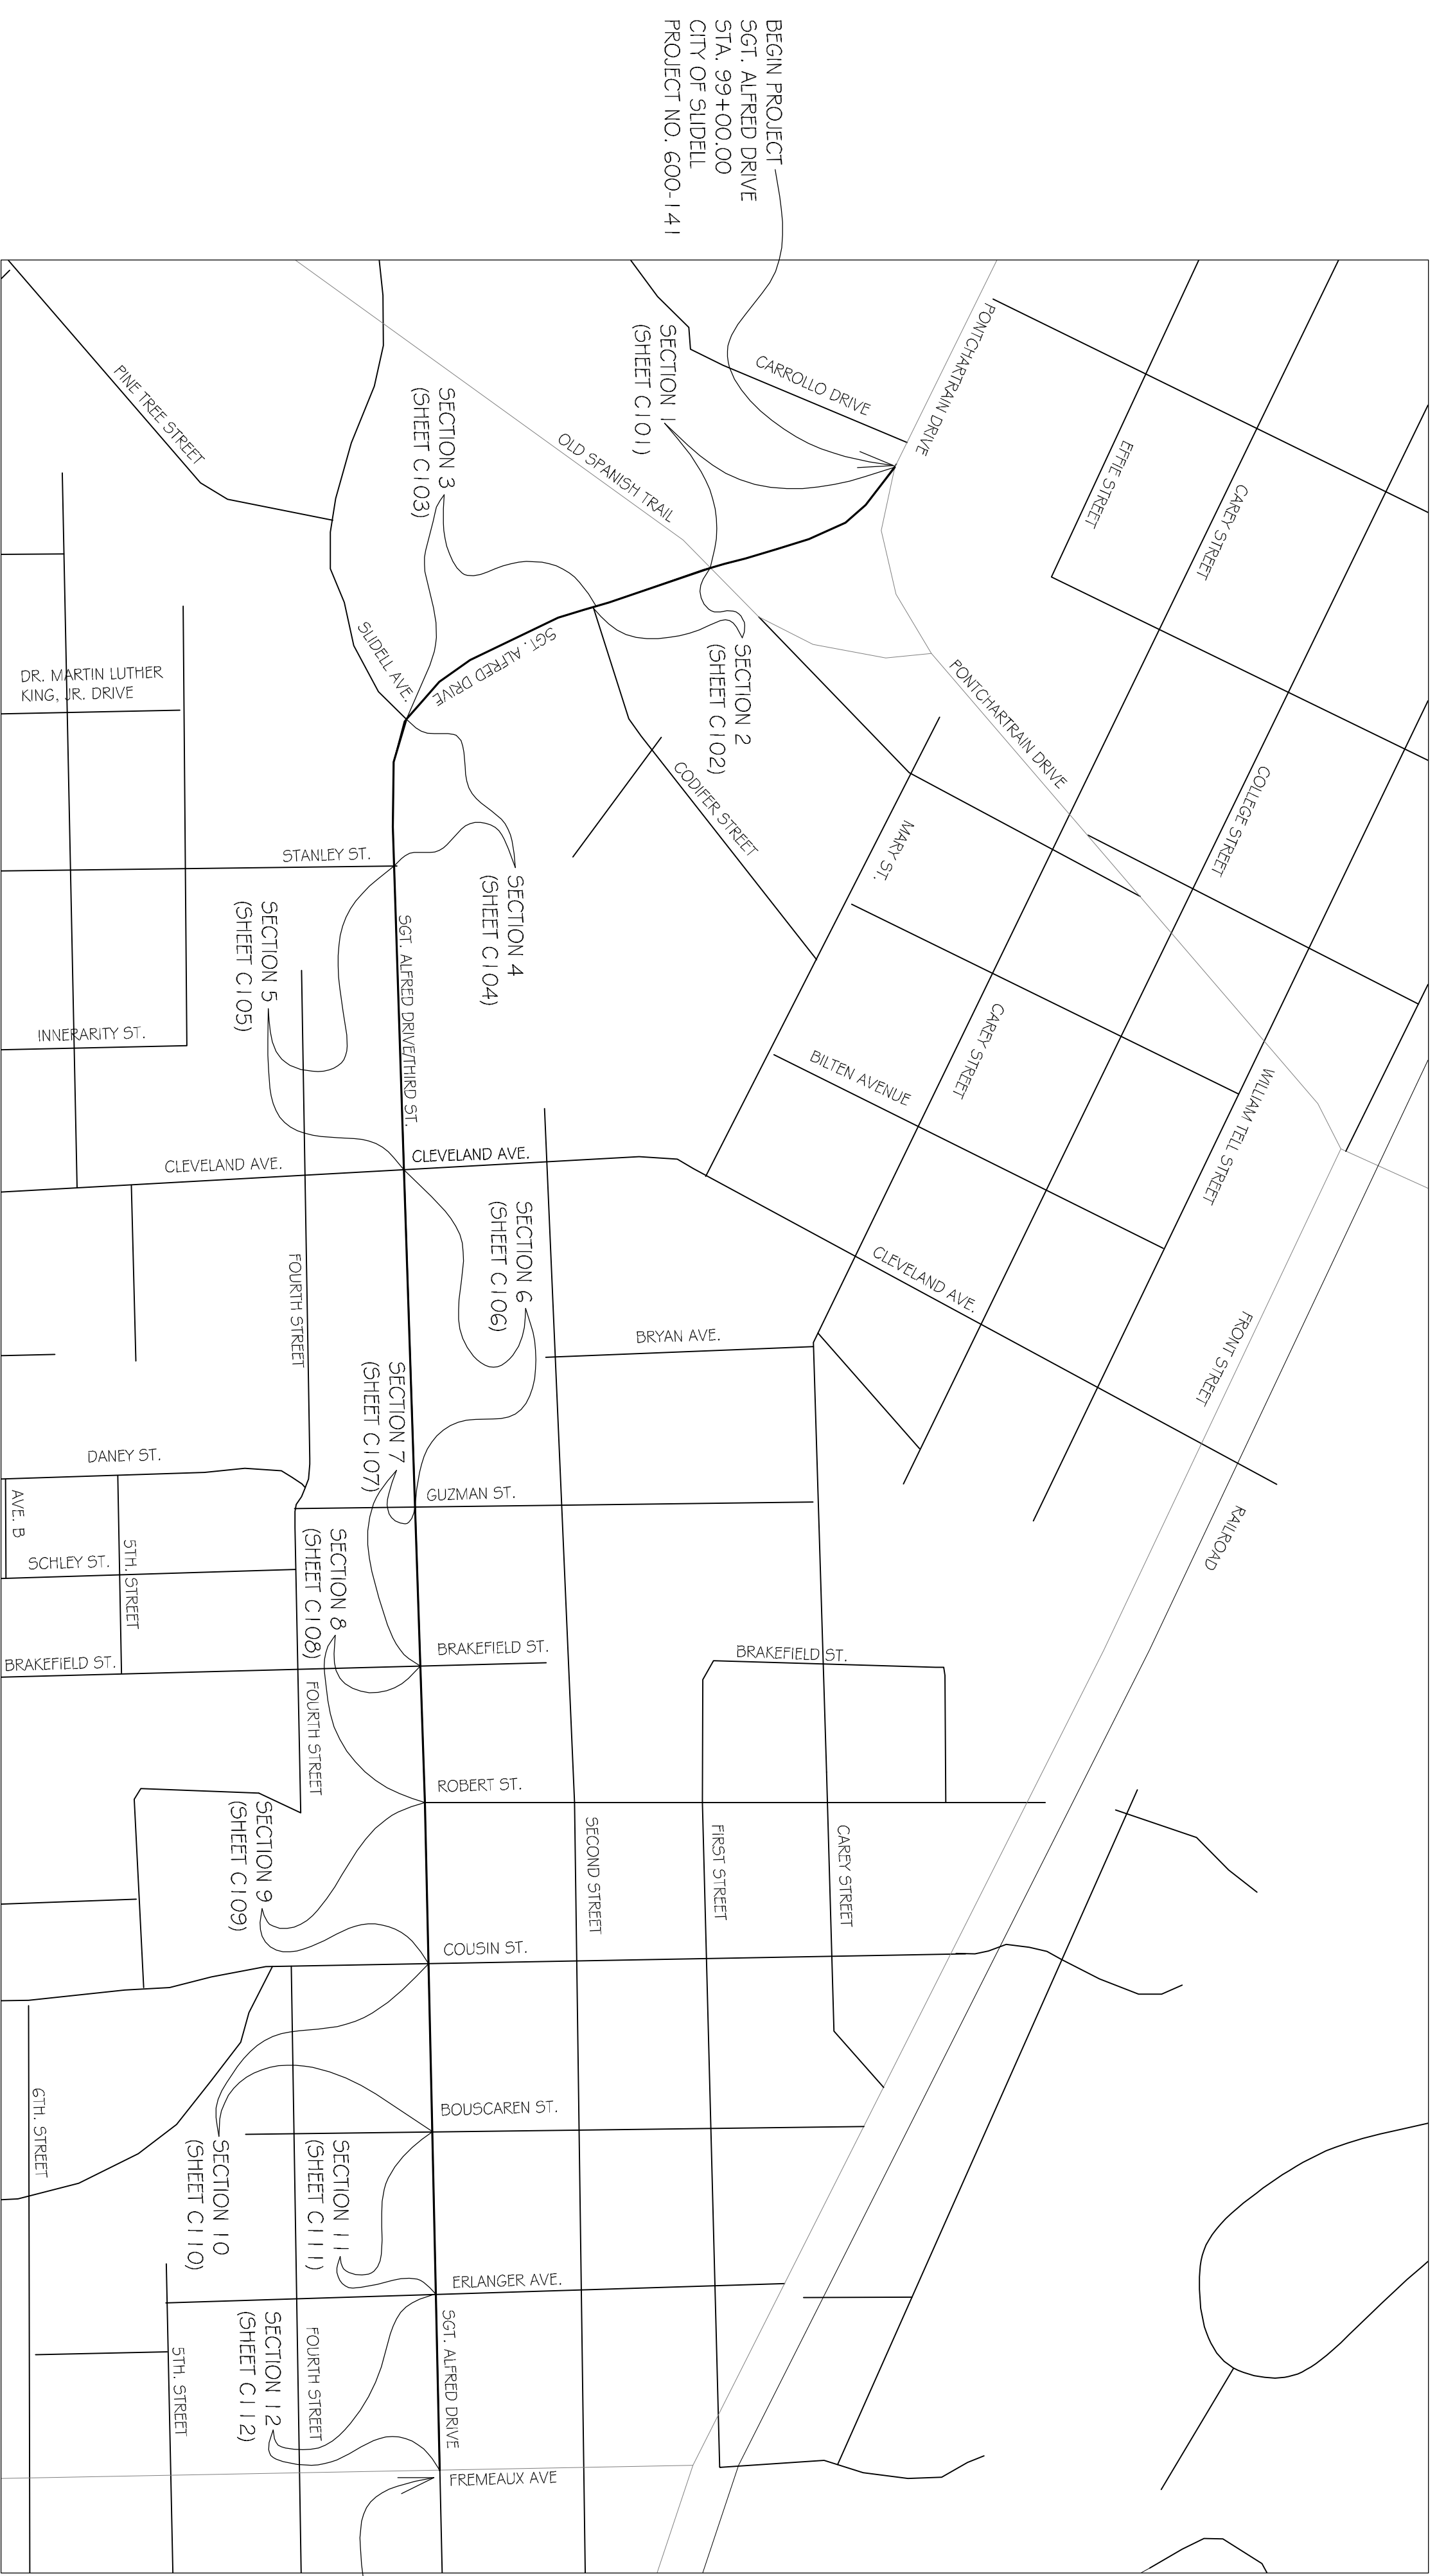 BEGIN PROJECT
SGT. ALFRED DRIVE
STA. 99+00.00
CITY OF SLIDELL
PROJECT NO. 600-141
PONTCHARTRAIN DRIVE
CARROLLO DRIVE
SECTION 1
(SHEET C101)
EFFIE STREET
CAREY STREET
PINE TREE STREET
SECTION 3
(SHEET C103)
OLD SPANISH TRAIL
SLIDELL AVE.
SGT. ALFRED DRIVE
SECTION 2
(SHEET C102)
PONTCHARTRAIN DRIVE
DR. MARTIN LUTHER
KING, JR. DRIVE
CODIFER STREET
COLLEGE STREET
MARY ST.
STANLEY ST.
SECTION 4
(SHEET C104)
SECTION 5
(SHEET C105)
SGT. ALFRED DRIVE/THIRD ST.
INNERARITY ST.
CAREY STREET
BILTEN AVENUE
WILLIAM TELL STREET
CLEVELAND AVE.
CLEVELAND AVE.
SECTION 6
(SHEET C106)
CLEVELAND AVE.
FOURTH STREET
BRYAN AVE.
FRONT STREET
SECTION 7
(SHEET C107)
DANEY ST.
GUZMAN ST.
AVE. B
RAILROAD
SCHLEY ST.
5TH. STREET
SECTION 8
(SHEET C108)
BRAKEFIELD ST.
BRAKEFIELD ST.
BRAKEFIELD ST.
FOURTH STREET
ROBERT ST.
SECTION 9
(SHEET C109)
SECOND STREET
FIRST STREET
CAREY STREET
COUSIN ST.
6TH. STREET
BOUSCAREN ST.
SECTION 10
(SHEET C110)
SECTION 11
(SHEET C111)
ERLANGER AVE.
SECTION 12
(SHEET C112)
SGT. ALFRED DRIVE
FOURTH STREET
5TH. STREET
FREMEAUX AVE